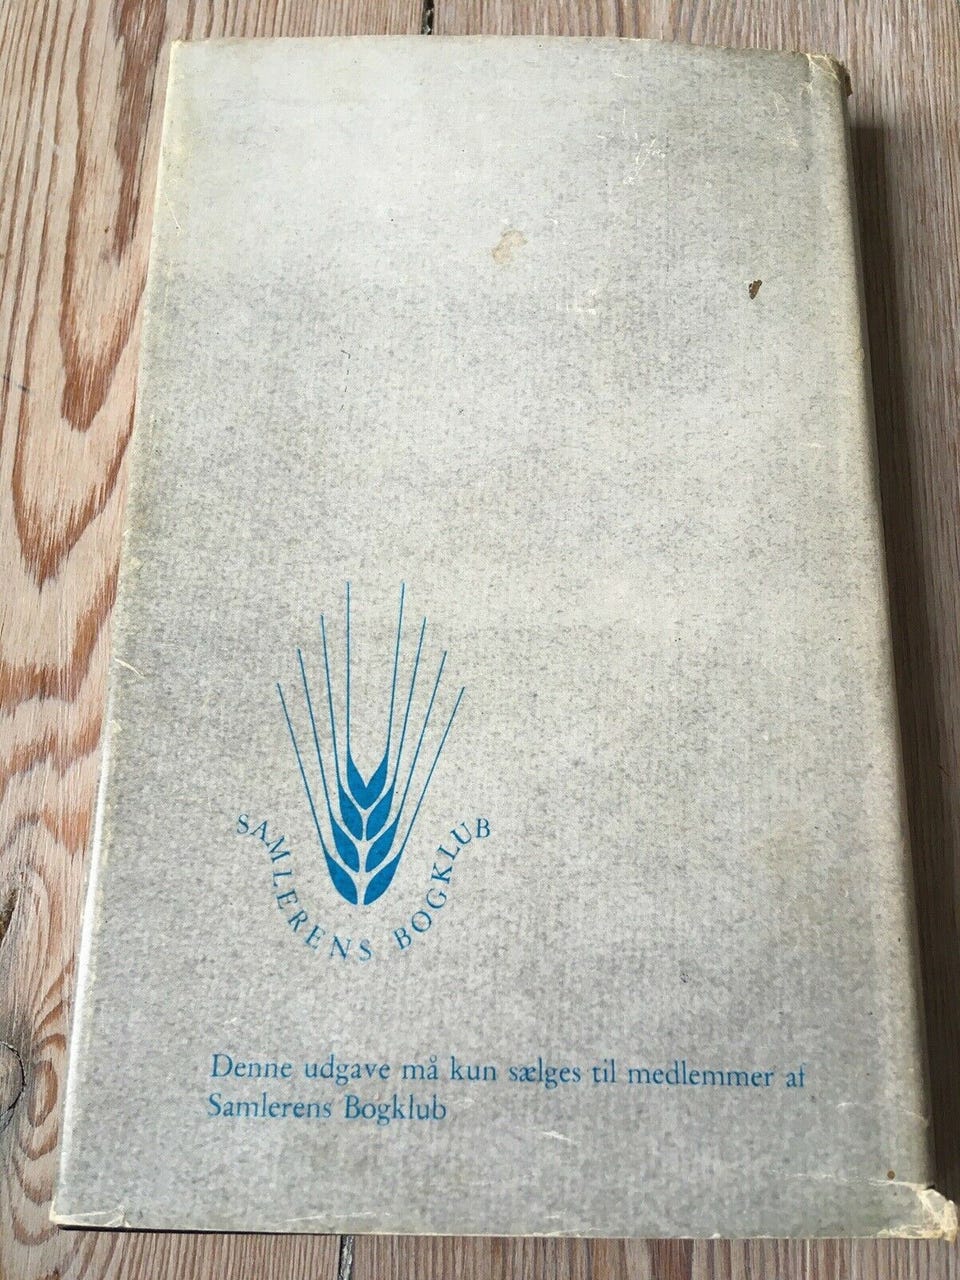 SAMLERENS BOGKLUB
Denne udgave må kun sælges til medlemmer af
Samlerens Bogklub